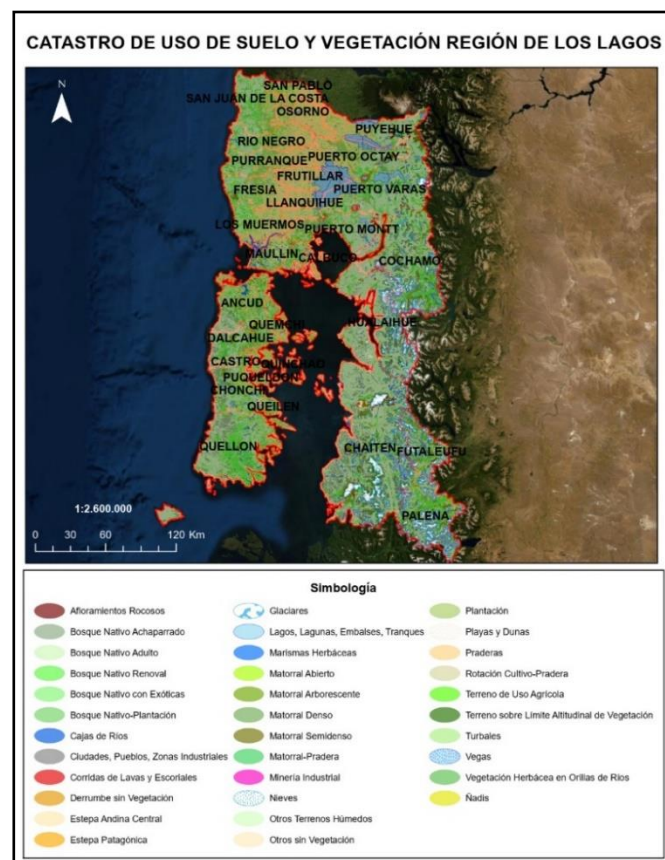 CATASTRO DE USO DE SUELO Y VEGETACIÓN REGIÓN DE LOS LAGOS
N
SAN PABLO
SAN JUAN DE LA COSTA
OSORNO
PUYEHUE
RIO NEGRO
PURRANQUE
PUERTO OCTAY
FRUTILLAR
FRESIA
PUERTO VARAS
LLANQUIHUE
LOS MUERMOS
PUERTO MONTT
MAULLIN
CALBUCO
COCHAMO
ANCUD
QUEMCHI
HUALAIHUE
DALCAHUE
CASTRO
QUINCHAO
PUQUELDON
CHONCHI
QUEILEN
QUELLON
CHAITEN
FUTALEUFU
PALENA
1:2.600.000
0 30 60 120 Km
Simbología
Afloramientos Rocosos
Bosque Nativo Achaparrado
Bosque Nativo Adulto
Bosque Nativo Renoval
Bosque Nativo con Exóticas
Bosque Nativo-Plantación
Cajas de Ríos
Ciudades, Pueblos, Zonas Industriales
Corridas de Lavas y Escoriales
Derrumbe sin Vegetación
Estepa Andina Central
Estepa Patagónica
Glaciares
Lagos, Lagunas, Embalses, Tranques
Marismas Herbáceas
Matorral Abierto
Matorral Arborescente
Matorral Denso
Matorral Semidenso
Matorral-Pradera
Minería Industrial
Nieves
Otros Terrenos Húmedos
Otros sin Vegetación
Plantación
Playas y Dunas
Praderas
Rotación Cultivo-Pradera
Terreno de Uso Agrícola
Terreno sobre Límite Altitudinal de Vegetación
Turbales
Vegas
Vegetación Herbácea en Orillas de Ríos
Ñadis